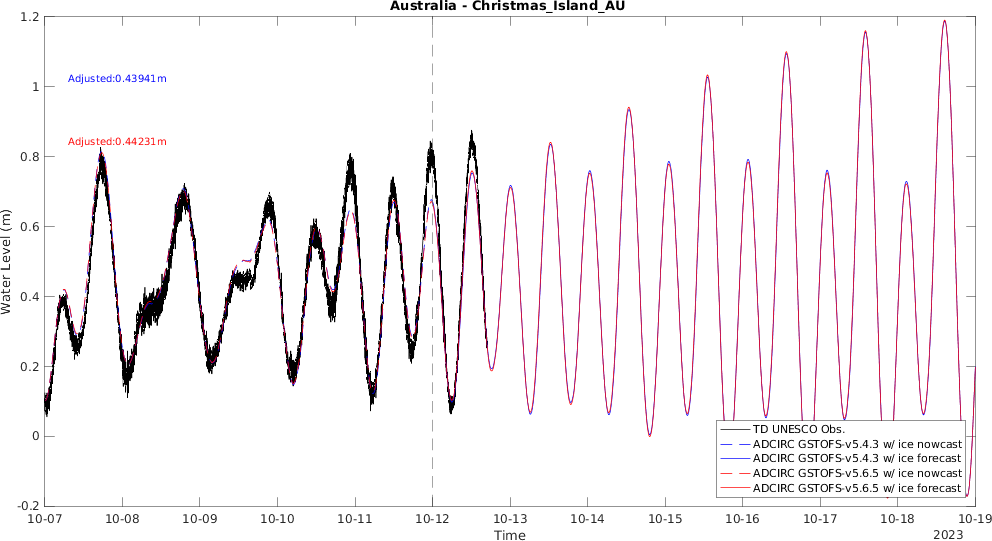 Australia - Christmas_Island_AU
Water Level (m)
1.2
1
0.8
0.6
0.4
0.2
0
-0.2
Adjusted:0.43941m
Adjusted:0.44231m
TD UNESCO Obs.
ADCIRC GSTOFS-v5.4.3 w/ ice nowcast
ADCIRC GSTOFS-v5.4.3 w/ ice forecast
ADCIRC GSTOFS-v5.6.5 w/ ice nowcast
ADCIRC GSTOFS-v5.6.5 w/ ice forecast
10-07 10-08 10-09 10-10 10-11 10-12 10-13 10-14 10-15 10-16 10-17 10-18 10-19
Time
2023